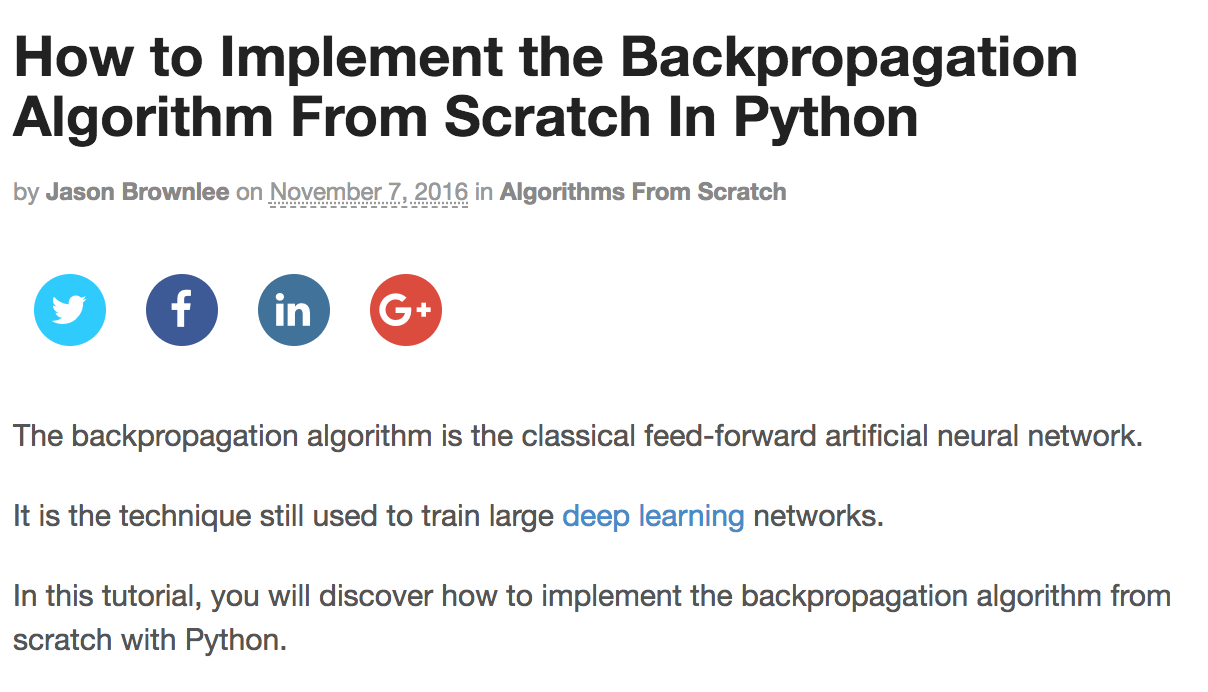 How to Implement the Backpropagation
Algorithm From Scratch In Python
by Jason Brownlee on November 7, 2016 in Algorithms From Scratch
f in G+
The backpropagation algorithm is the classical feed-forward artificial neural network.
It is the technique still used to train large deep learning networks.
In this tutorial, you will discover how to implement the backpropagation algorithm from
scratch with Python.